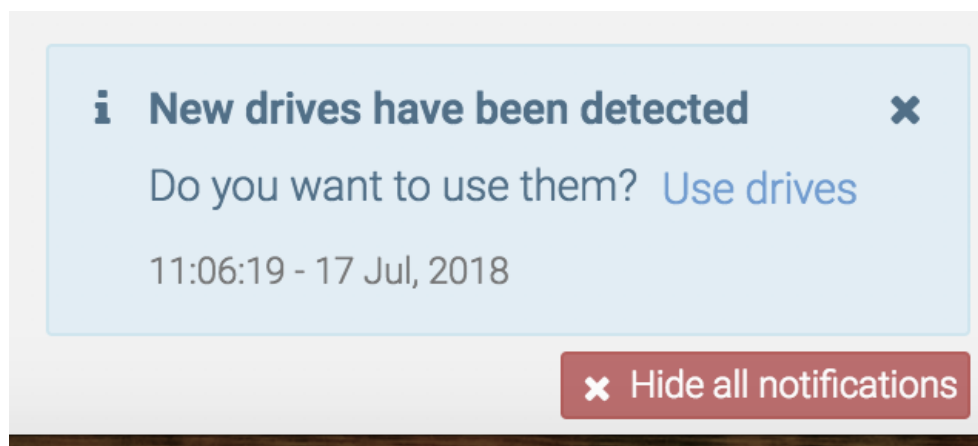 New drives have been detected
Do you want to use them? Use drives
11:06:19 - 17 Jul, 2018
Hide all notifications